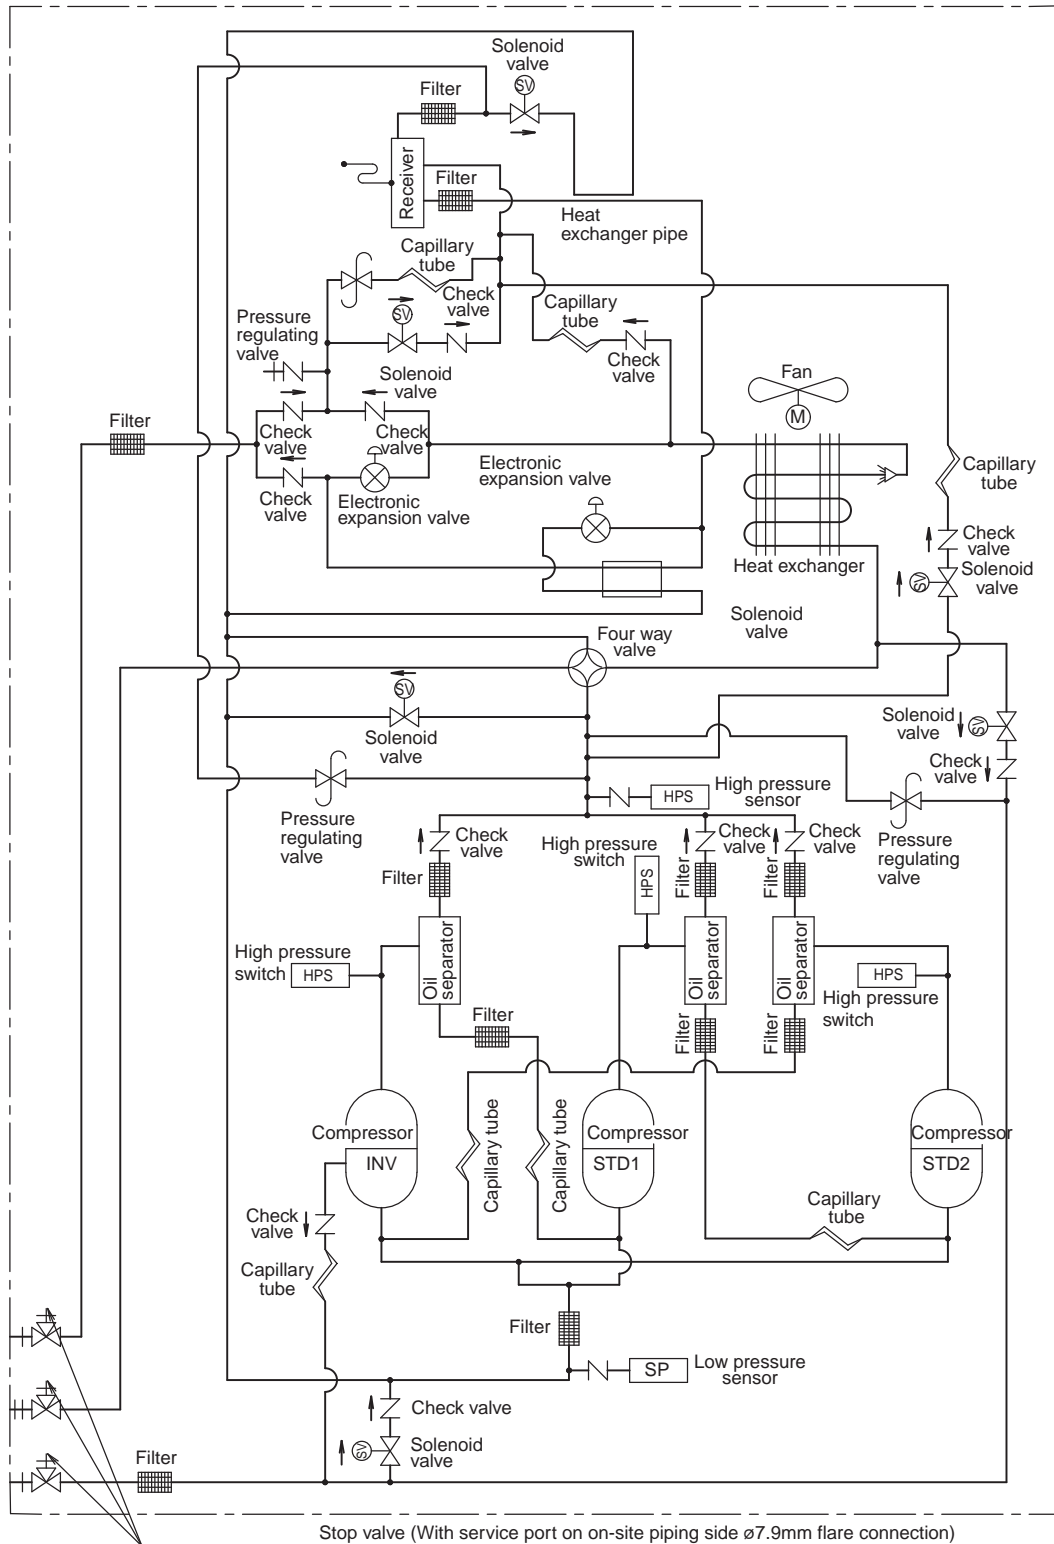 Solenoid
valve
SV
Filter
Receiver
Filter
Heat
exchanger pipe
Capillary
tube
SV
Check
valve
Capillary
tube
Pressure
regulating
valve
Check
valve
Solenoid
valve
Fan
M
Filter
Check
valve
Check
valve
Electronic
expansion valve
Capillary
tube
Check
valve
Electronic
expansion valve
Check
valve
Heat exchanger
Solenoid
valve
SV
Solenoid
valve
Four way
valve
SV
Solenoid
valve
Solenoid
valve
SV
Check
valve
High pressure
sensor
HPS
Pressure
regulating
valve
Check
valve
High pressure
switch
HPS
Check
valve
Check
valve
Pressure
regulating
valve
Filter
Filter
Filter
High pressure
switch
HPS
Oil
separator
Oil
separator
Oil
separator
HPS
High pressure
switch
Filter
Filter
Filter
Compressor
INV
Capillary tube
Capillary tube
Compressor
STD1
Compressor
STD2
Capillary
tube
Check
valve
Capillary
tube
Filter
SP
Low pressure
sensor
Check valve
SV
Solenoid
valve
Filter
Stop valve (With service port on on-site piping side ø7.9mm flare connection)